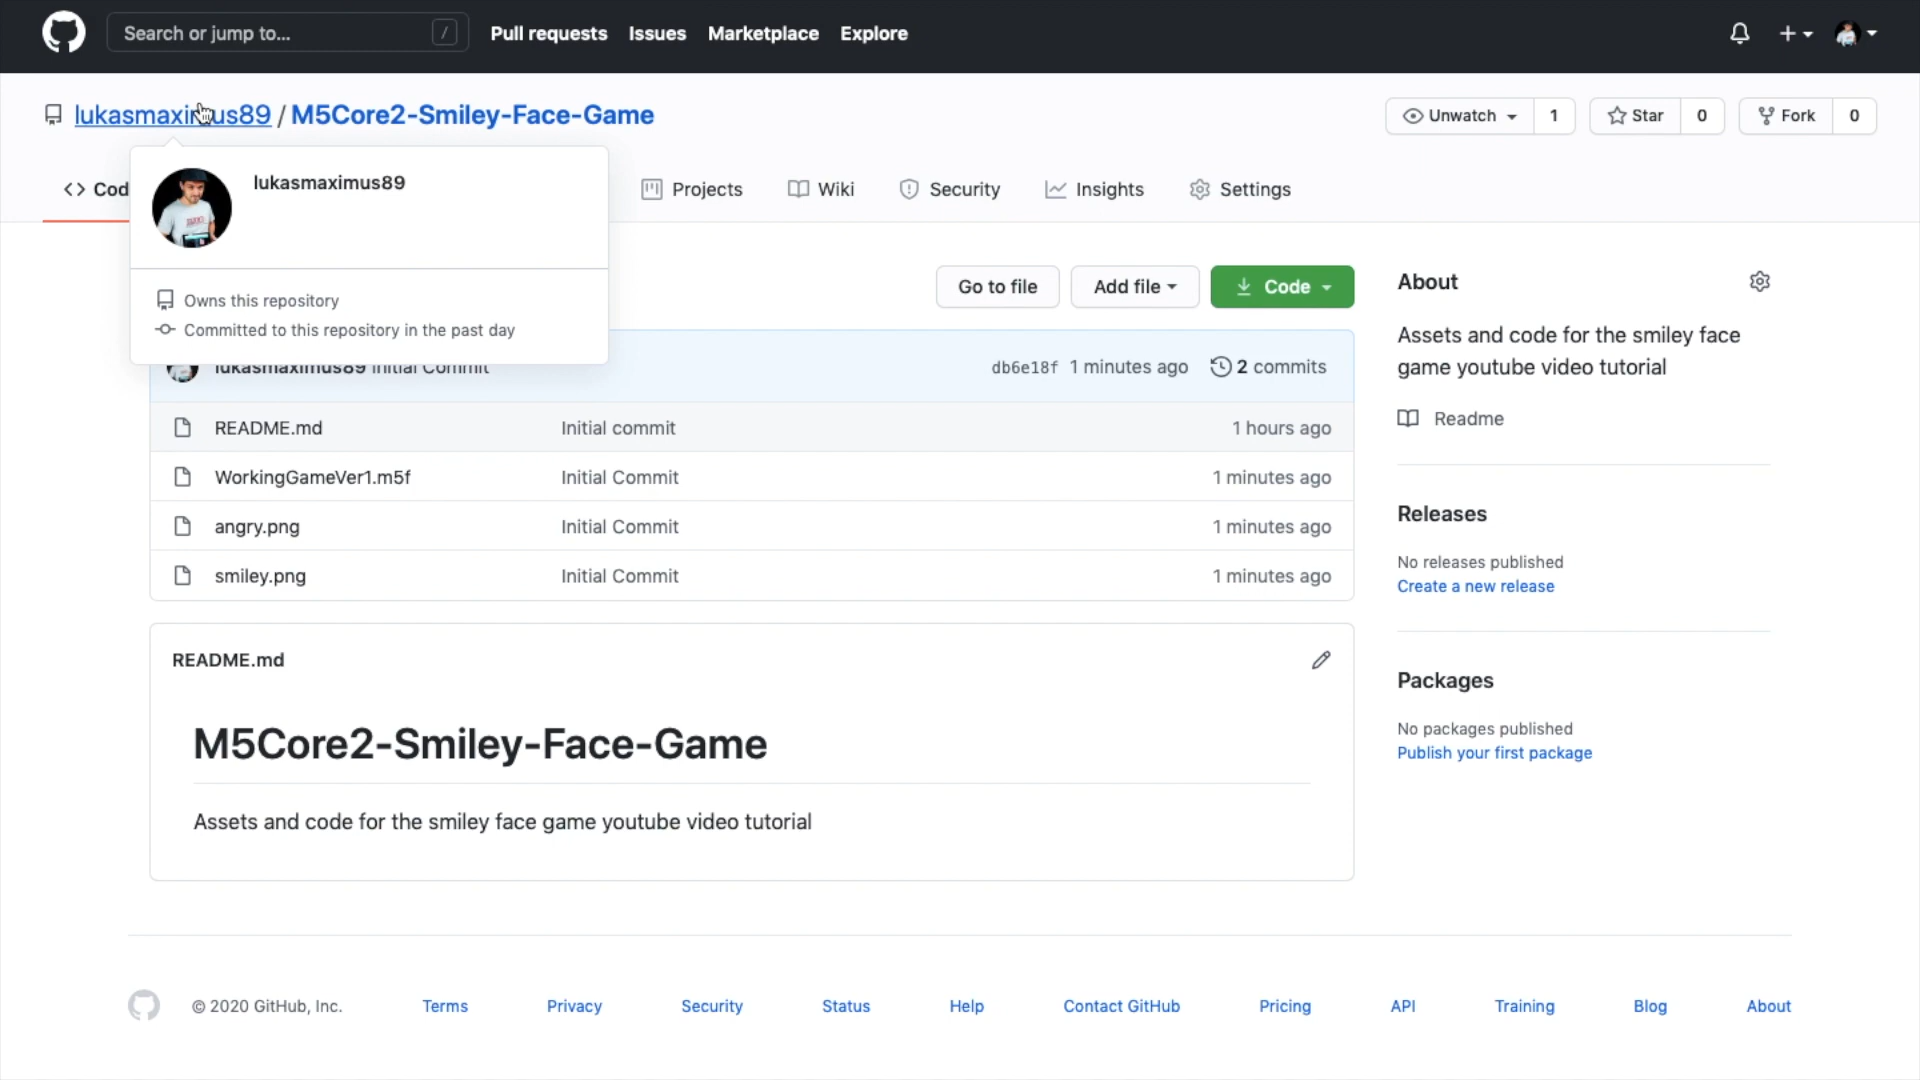 Search or jump to... /
Pull requests Issues Marketplace Explore
lukasmaximus89 / M5Core2-Smiley-Face-Game
Unwatch 1 Star 0 Fork 0
lukasmaximus89
Owns this repository
Committed to this repository in the past day
<> Cod Projects Wiki Security Insights Settings
Go to file Add file Code
lukasmaximus89 Initial Commit db6e18f 1 minutes ago 2 commits
README.md Initial commit 1 hours ago
WorkingGameVer1.m5f Initial Commit 1 minutes ago
angry.png Initial Commit 1 minutes ago
smiley.png Initial Commit 1 minutes ago
README.md
M5Core2-Smiley-Face-Game
Assets and code for the smiley face game youtube video tutorial
About
Assets and code for the smiley face
game youtube video tutorial
Readme
Releases
No releases published
Create a new release
Packages
No packages published
Publish your first package
© 2020 GitHub, Inc. Terms Privacy Security Status Help Contact GitHub Pricing API Training Blog About